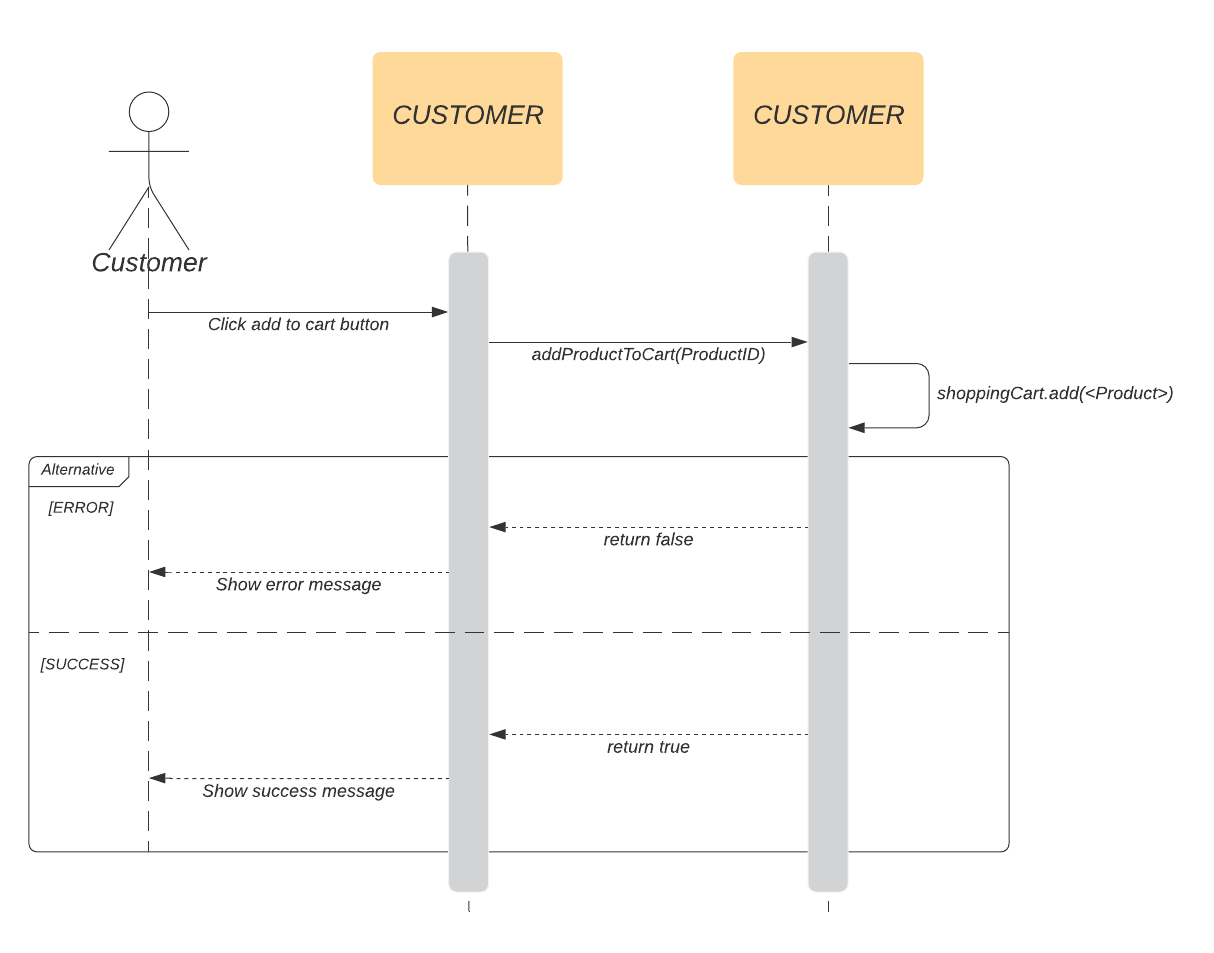 CUSTOMER
CUSTOMER
Customer
Click add to cart button
addProductToCart(ProductID)
shoppingCart.add(<Product>)
Alternative
[ERROR]
return false
Show error message
[SUCCESS]
return true
Show success message